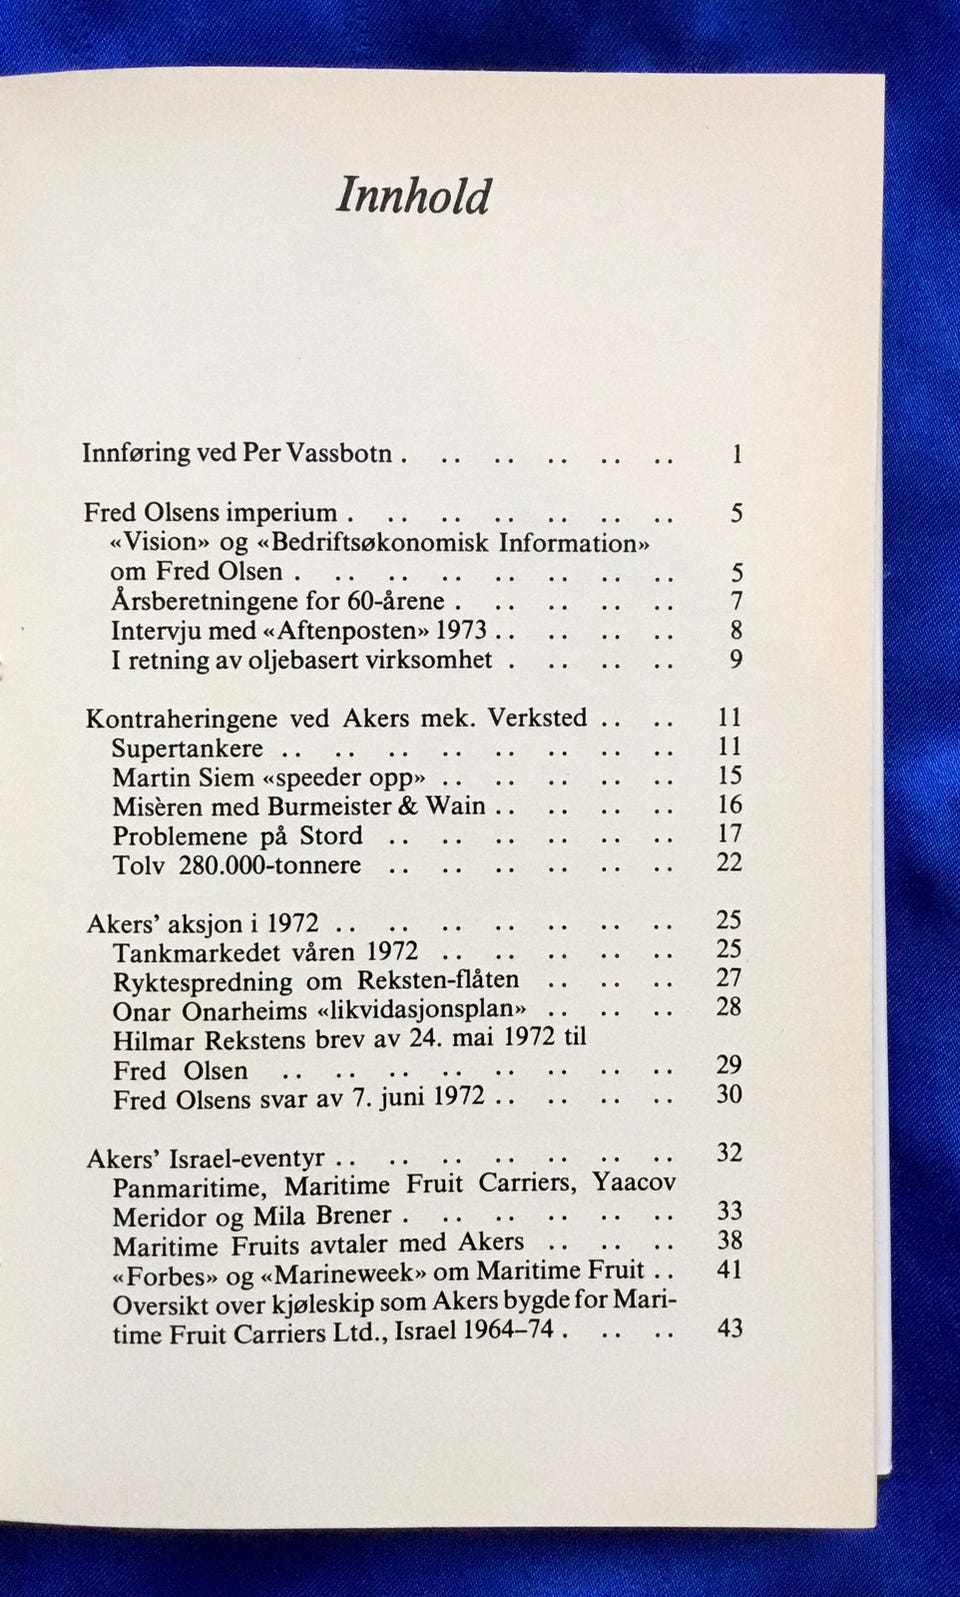 Innhold
Innføring ved Per Vassbotn . .. .. .. .. .. 1
Fred Olsens imperium . .. .. .. .. .. .. 5
«Vision» og «Bedriftsøkonomisk Information»
om Fred Olsen . .. .. .. .. .. .. .. 5
Årsberetningene for 60-årene . .. .. .. .. 7
Intervju med «Aftenposten» 1973 .. .. .. .. 8
I retning av oljebasert virksomhet . .. .. .. 9
Kontraheringene ved Akers mek. Verksted .. .. 11
Supertankere .. .. .. .. .. .. .. .. 11
Martin Siem «speeder opp» .. .. .. .. .. 15
Misèren med Burmeister & Wain .. .. .. .. 16
Problemene på Stord .. .. .. .. .. .. 17
Tolv 280.000-tonnere .. .. .. .. .. .. 22
Akers’ aksjon i 1972 .. .. .. .. .. .. .. 25
Tankmarkedet våren 1972 .. .. .. .. .. 25
Ryktespredning om Reksten-flåten .. .. .. 27
Onar Onarheims «likvidasjonsplan» .. .. .. 28
Hilmar Rekstens brev av 24. mai 1972 til
Fred Olsen .. .. .. .. .. .. .. .. 29
Fred Olsens svar av 7. juni 1972 .. .. .. .. 30
Akers’ Israel-eventyr .. .. .. .. .. .. .. 32
Panmaritime, Maritime Fruit Carriers, Yaacov
Meridor og Mila Brener . .. .. .. .. .. 33
Maritime Fruits avtaler med Akers .. .. .. 38
«Forbes» og «Marineweek» om Maritime Fruit .. 41
Oversikt over kjøleskip som Akers bygde for Mari-
time Fruit Carriers Ltd., Israel 1964–74 . .. .. 43